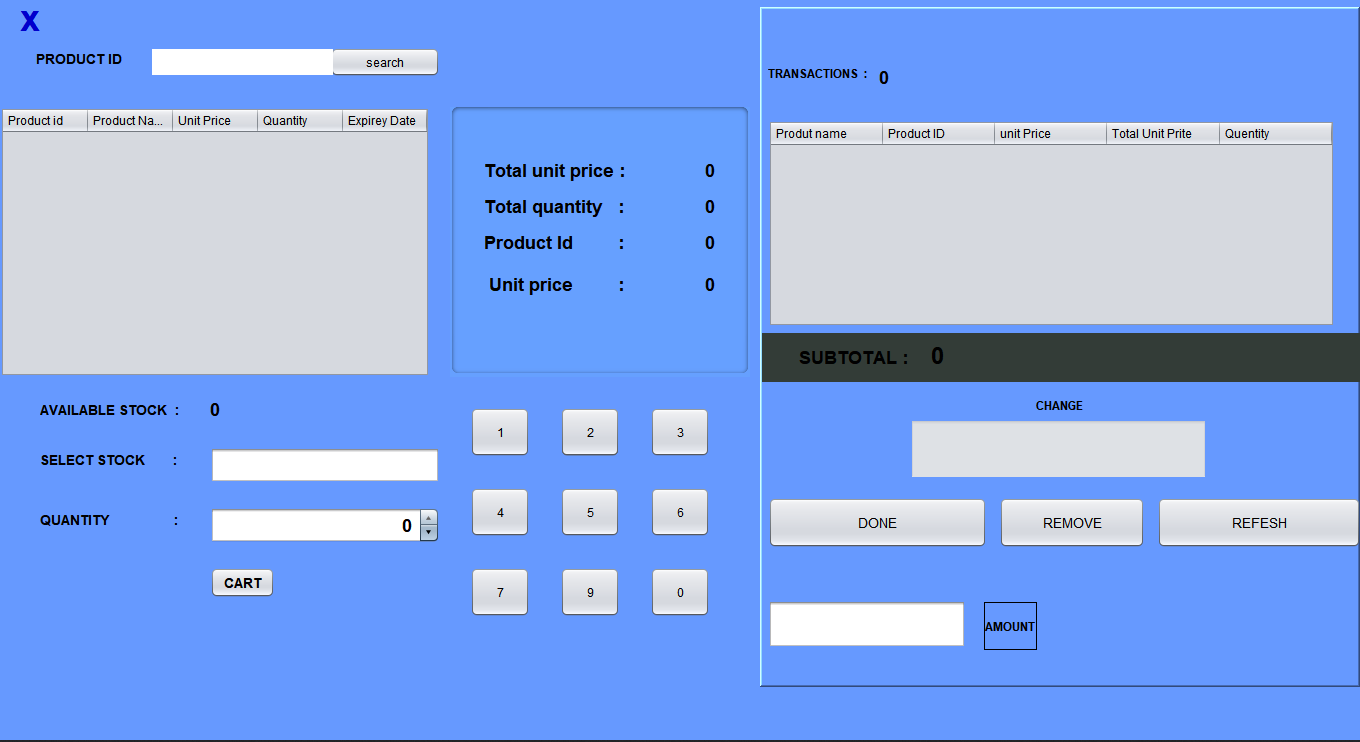 X
PRODUCT ID search
Product id Product Na... Unit Price Quantity Expirey Date
Total unit price : 0
Total quantity : 0
Product Id : 0
Unit price : 0
AVAILABLE STOCK : 0
SELECT STOCK :
QUANTITY : 0
CART
1 2 3
4 5 6
7 9 0
TRANSACTIONS : 0
Produt name Product ID unit Price Total Unit Prite Quentity
SUBTOTAL : 0
CHANGE
DONE REMOVE REFESH
AMOUNT